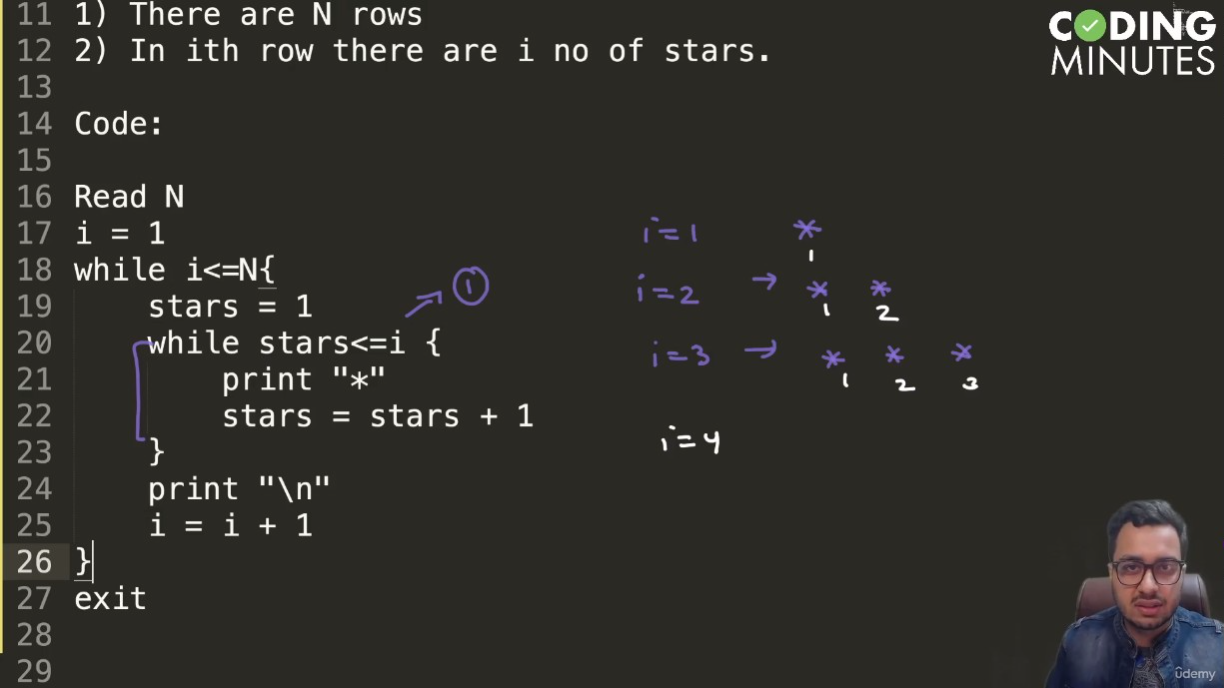 11 1) There are N rows
12 2) In ith row there are i no of stars.
13
14 Code:
15
16 Read N
17 i = 1
18 while i<=N{
19 stars = 1
20 while stars<=i {
21 print "*"
22 stars = stars + 1
23 }
24 print "\n"
25 i = i + 1
26 }
27 exit
28
29
CODING
MINUTES
1
i=1 *
1
i=2 → * *
1 2
i=3 → * * *
1 2 3
i=4
ûdemy